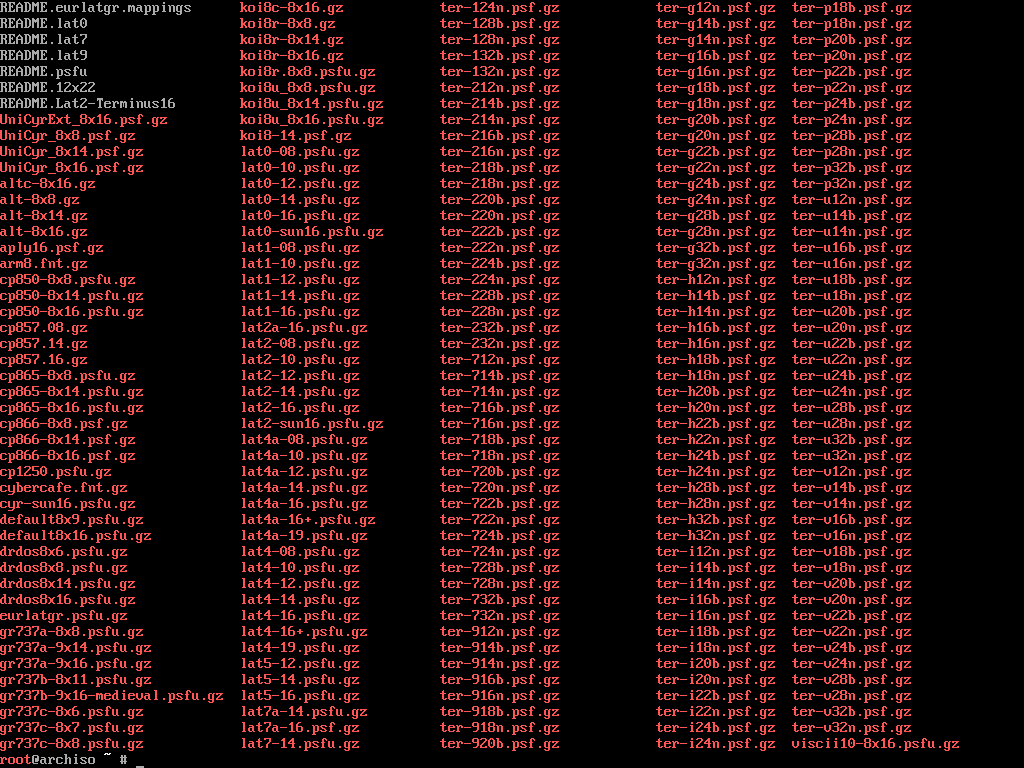 README.eurlatgr.mappings koi8c-8x16.gz ter-124n.psf.gz ter-g12n.psf.gz ter-p18b.psf.gz
README.lat0 koi8r-8x8.gz ter-128b.psf.gz ter-g14b.psf.gz ter-p18n.psf.gz
README.lat7 koi8r-8x14.gz ter-128n.psf.gz ter-g14n.psf.gz ter-p20b.psf.gz
README.lat9 koi8r-8x16.gz ter-132b.psf.gz ter-g16b.psf.gz ter-p20n.psf.gz
README.psfu koi8r.8x8.psfu.gz ter-132n.psf.gz ter-g16n.psf.gz ter-p22b.psf.gz
README.12x22 koi8u_8x8.psfu.gz ter-212n.psf.gz ter-g18b.psf.gz ter-p22n.psf.gz
README.Lat2-Terminus16 koi8u_8x14.psfu.gz ter-214b.psf.gz ter-g18n.psf.gz ter-p24b.psf.gz
UniCyrExt_8x16.psf.gz koi8u_8x16.psfu.gz ter-214n.psf.gz ter-g20b.psf.gz ter-p24n.psf.gz
UniCyr_8x8.psf.gz koi8-14.psf.gz ter-216b.psf.gz ter-g20n.psf.gz ter-p28b.psf.gz
UniCyr_8x14.psf.gz lat0-08.psfu.gz ter-216n.psf.gz ter-g22b.psf.gz ter-p28n.psf.gz
UniCyr_8x16.psf.gz lat0-10.psfu.gz ter-218b.psf.gz ter-g22n.psf.gz ter-p32b.psf.gz
altc-8x16.gz lat0-12.psfu.gz ter-218n.psf.gz ter-g24b.psf.gz ter-p32n.psf.gz
alt-8x8.gz lat0-14.psfu.gz ter-220b.psf.gz ter-g24n.psf.gz ter-u12n.psf.gz
alt-8x14.gz lat0-16.psfu.gz ter-220n.psf.gz ter-g28b.psf.gz ter-u14b.psf.gz
alt-8x16.gz lat0-sun16.psfu.gz ter-222b.psf.gz ter-g28n.psf.gz ter-u14n.psf.gz
aply16.psf.gz lat1-08.psfu.gz ter-222n.psf.gz ter-g32b.psf.gz ter-u16b.psf.gz
arm8.fnt.gz lat1-10.psfu.gz ter-224b.psf.gz ter-g32n.psf.gz ter-u16n.psf.gz
cp850-8x8.psfu.gz lat1-12.psfu.gz ter-224n.psf.gz ter-h12n.psf.gz ter-u18b.psf.gz
cp850-8x14.psfu.gz lat1-14.psfu.gz ter-228b.psf.gz ter-h14b.psf.gz ter-u18n.psf.gz
cp850-8x16.psfu.gz lat1-16.psfu.gz ter-228n.psf.gz ter-h14n.psf.gz ter-u20b.psf.gz
cp857.08.gz lat2a-16.psfu.gz ter-232b.psf.gz ter-h16b.psf.gz ter-u20n.psf.gz
cp857.14.gz lat2-08.psfu.gz ter-232n.psf.gz ter-h16n.psf.gz ter-u22b.psf.gz
cp857.16.gz lat2-10.psfu.gz ter-712n.psf.gz ter-h18b.psf.gz ter-u22n.psf.gz
cp865-8x8.psfu.gz lat2-12.psfu.gz ter-714b.psf.gz ter-h18n.psf.gz ter-u24b.psf.gz
cp865-8x14.psfu.gz lat2-14.psfu.gz ter-714n.psf.gz ter-h20b.psf.gz ter-u24n.psf.gz
cp865-8x16.psfu.gz lat2-16.psfu.gz ter-716b.psf.gz ter-h20n.psf.gz ter-u28b.psf.gz
cp866-8x8.psf.gz lat2-sun16.psfu.gz ter-716n.psf.gz ter-h22b.psf.gz ter-u28n.psf.gz
cp866-8x14.psf.gz lat4a-08.psfu.gz ter-718b.psf.gz ter-h22n.psf.gz ter-u32b.psf.gz
cp866-8x16.psf.gz lat4a-10.psfu.gz ter-718n.psf.gz ter-h24b.psf.gz ter-u32n.psf.gz
cp1250.psfu.gz lat4a-12.psfu.gz ter-720b.psf.gz ter-h24n.psf.gz ter-v12n.psf.gz
cybercafe.fnt.gz lat4a-14.psfu.gz ter-720n.psf.gz ter-h28b.psf.gz ter-v14b.psf.gz
cyr-sun16.psfu.gz lat4a-16.psfu.gz ter-722b.psf.gz ter-h28n.psf.gz ter-v14n.psf.gz
default8x9.psfu.gz lat4a-16+.psfu.gz ter-722n.psf.gz ter-h32b.psf.gz ter-v16b.psf.gz
default8x16.psfu.gz lat4a-19.psfu.gz ter-724b.psf.gz ter-h32n.psf.gz ter-v16n.psf.gz
drdos8x6.psfu.gz lat4-08.psfu.gz ter-724n.psf.gz ter-i12n.psf.gz ter-v18b.psf.gz
drdos8x8.psfu.gz lat4-10.psfu.gz ter-728b.psf.gz ter-i14b.psf.gz ter-v18n.psf.gz
drdos8x14.psfu.gz lat4-12.psfu.gz ter-728n.psf.gz ter-i14n.psf.gz ter-v20b.psf.gz
drdos8x16.psfu.gz lat4-14.psfu.gz ter-732b.psf.gz ter-i16b.psf.gz ter-v20n.psf.gz
eurlatgr.psfu.gz lat4-16.psfu.gz ter-732n.psf.gz ter-i16n.psf.gz ter-v22b.psf.gz
gr737a-8x8.psfu.gz lat4-16+.psfu.gz ter-912n.psf.gz ter-i18b.psf.gz ter-v22n.psf.gz
gr737a-9x14.psfu.gz lat4-19.psfu.gz ter-914b.psf.gz ter-i18n.psf.gz ter-v24b.psf.gz
gr737a-9x16.psfu.gz lat5-12.psfu.gz ter-914n.psf.gz ter-i20b.psf.gz ter-v24n.psf.gz
gr737b-8x11.psfu.gz lat5-14.psfu.gz ter-916b.psf.gz ter-i20n.psf.gz ter-v28b.psf.gz
gr737b-9x16-medieval.psfu.gz lat5-16.psfu.gz ter-916n.psf.gz ter-i22b.psf.gz ter-v28n.psf.gz
gr737c-8x6.psfu.gz lat7a-14.psfu.gz ter-918b.psf.gz ter-i22n.psf.gz ter-v32b.psf.gz
gr737c-8x7.psfu.gz lat7a-16.psf.gz ter-918n.psf.gz ter-i24b.psf.gz ter-v32n.psf.gz
gr737c-8x8.psfu.gz lat7-14.psfu.gz ter-920b.psf.gz ter-i24n.psf.gz viscii10-8x16.psfu.gz
root@archiso ~ # _